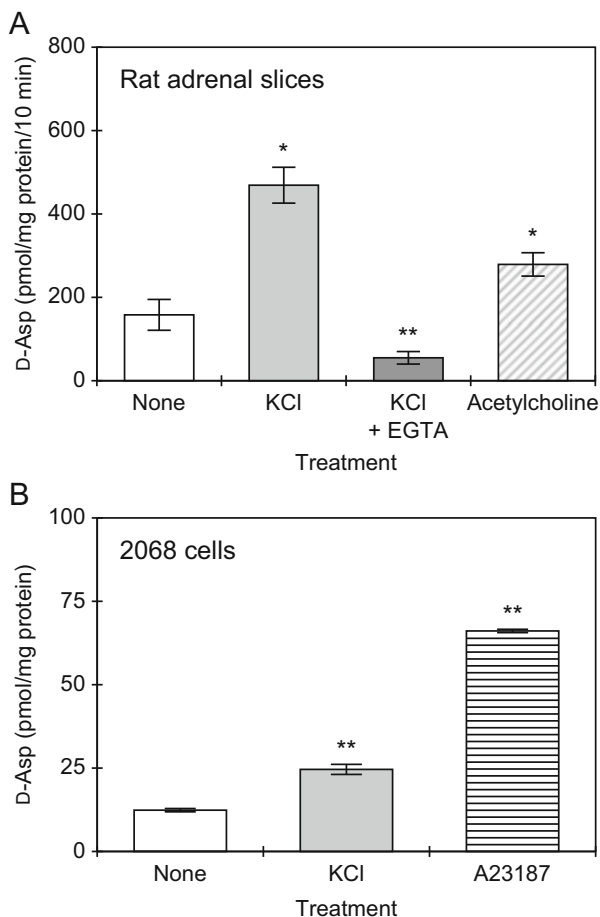 A
800
Rat adrenal slices
600
400
200
0
D-Asp (pmol/mg protein/10 min)
*
**
*
None
KCl
KCl
+ EGTA
Acetylcholine
Treatment
B
100
2068 cells
75
50
25
0
D-Asp (pmol/mg protein)
**
**
None
KCl
A23187
Treatment